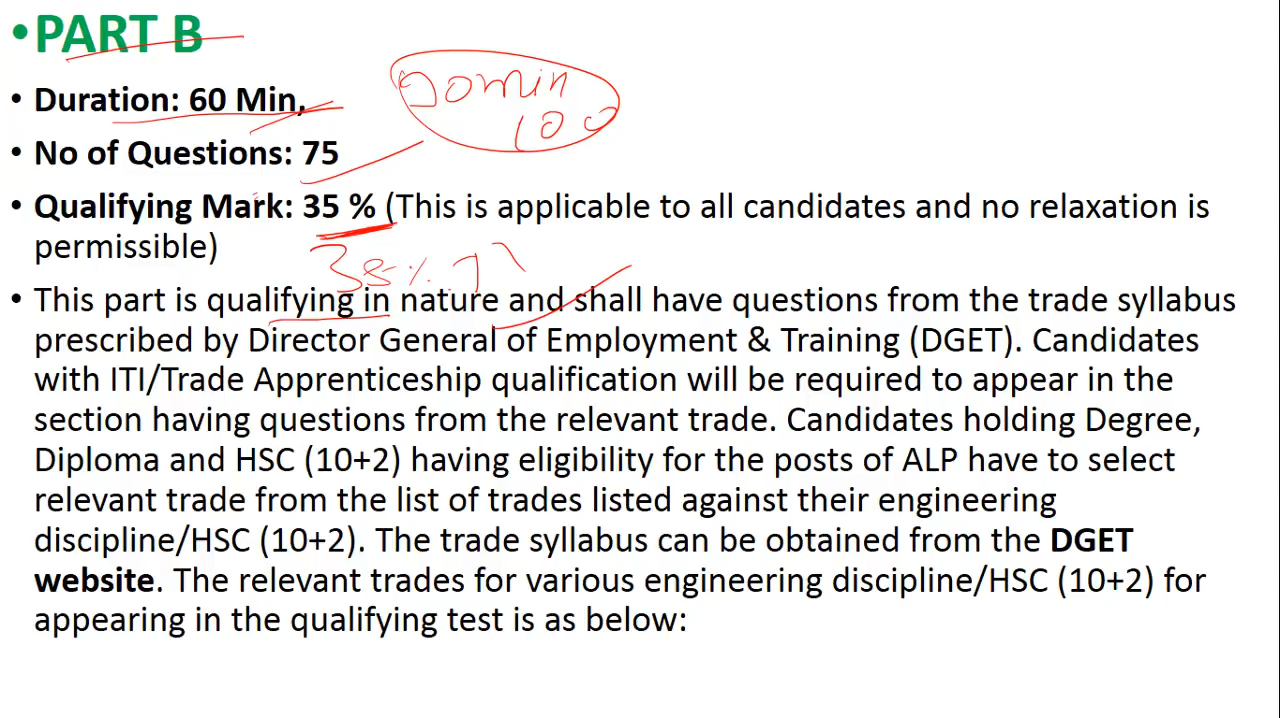 •PART B
• Duration: 60 Min,
90 min
100
• No of Questions: 75
• Qualifying Mark: 35 % (This is applicable to all candidates and no relaxation is
permissible)
35%
• This part is qualifying in nature and shall have questions from the trade syllabus
prescribed by Director General of Employment & Training (DGET). Candidates
with ITI/Trade Apprenticeship qualification will be required to appear in the
section having questions from the relevant trade. Candidates holding Degree,
Diploma and HSC (10+2) having eligibility for the posts of ALP have to select
relevant trade from the list of trades listed against their engineering
discipline/HSC (10+2). The trade syllabus can be obtained from the DGET
website. The relevant trades for various engineering discipline/HSC (10+2) for
appearing in the qualifying test is as below: